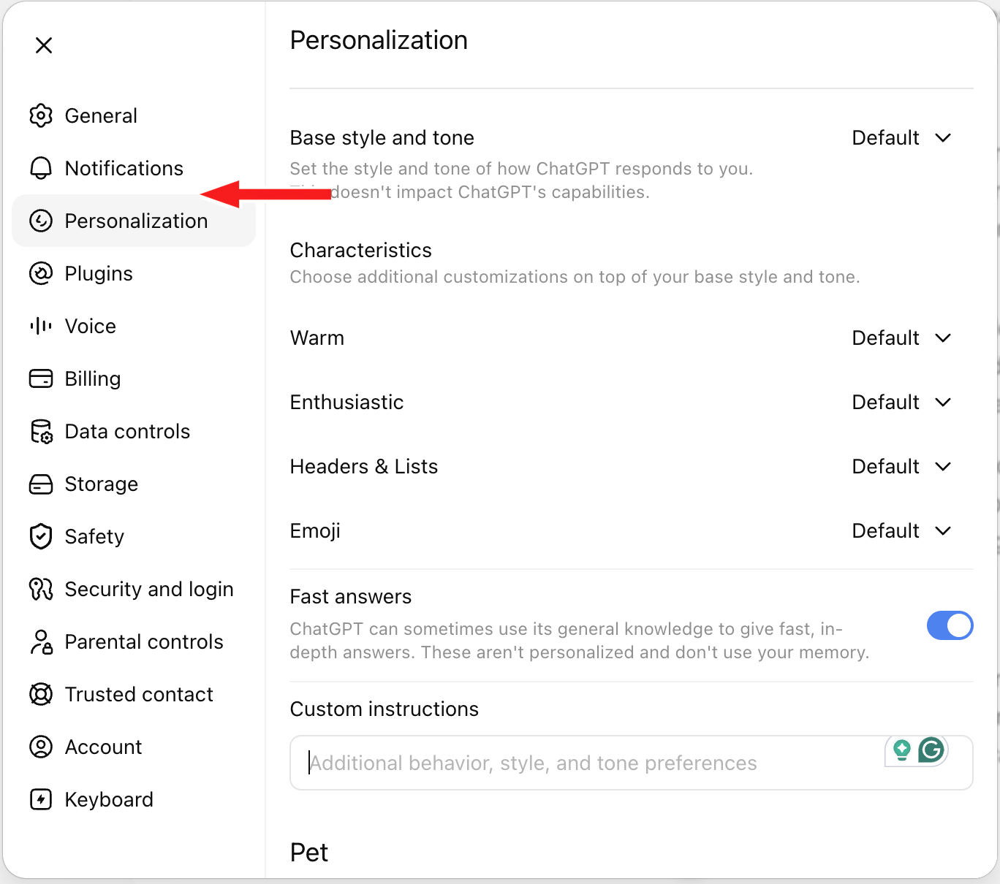 Personalization
General
Notifications
Personalization
Plugins
Voice
Billing
Data controls
Storage
Safety
Security and login
Parental controls
Trusted contact
Account
Keyboard
Base style and tone
Default
Set the style and tone of how ChatGPT responds to you.
doesn't impact ChatGPT's capabilities.
Characteristics
Choose additional customizations on top of your base style and tone.
Warm
Default
Enthusiastic
Default
Headers & Lists
Default
Emoji
Default
Fast answers
ChatGPT can sometimes use its general knowledge to give fast, in-
depth answers. These aren't personalized and don't use your memory.
Custom instructions
Additional behavior, style, and tone preferences
Pet